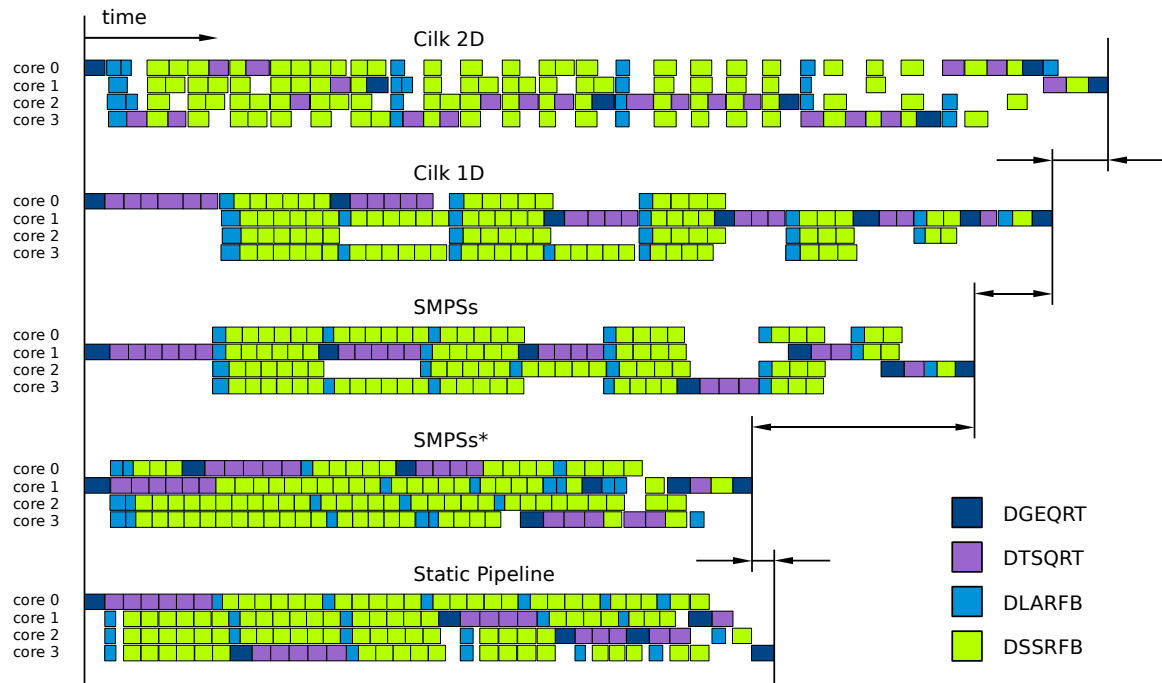 time
Cilk 2D
core 0
core 1
core 2
core 3
Cilk 1D
core 0
core 1
core 2
core 3
SMPSs
core 0
core 1
core 2
core 3
SMPSs*
core 0
core 1
core 2
core 3
Static Pipeline
core 0
core 1
core 2
core 3
DGEQRT
DTSQRT
DLARFB
DSSRFB